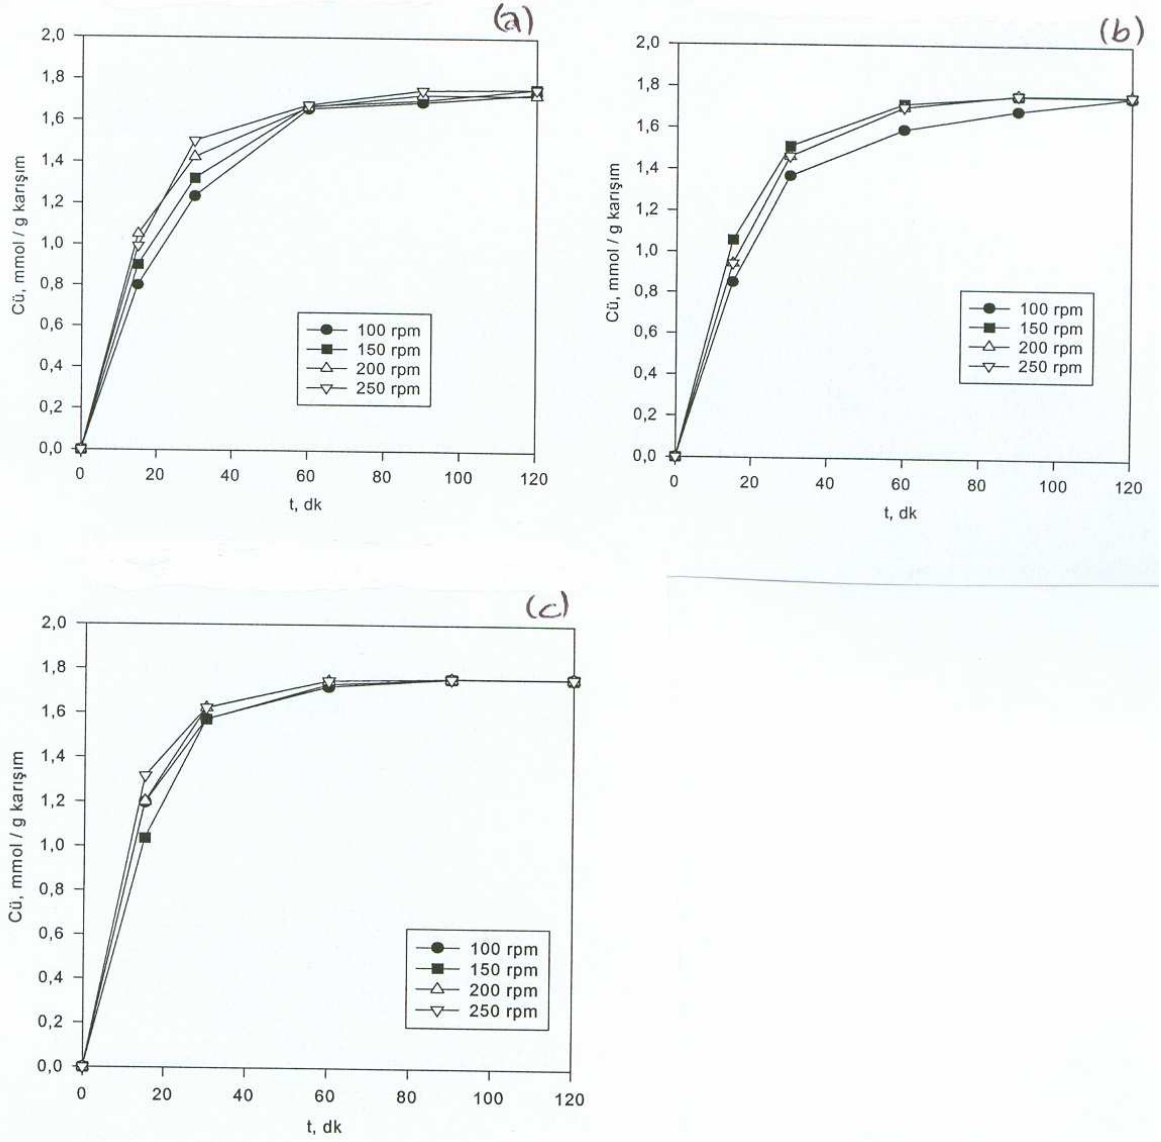 (a)
2,0
1,8
1,6
1,4
1,2
1,0
0,8
0,6
0,4
0,2
0,0
Cü, mmol / g karışım
100 rpm
150 rpm
200 rpm
250 rpm
0 20 40 60 80 100 120
t, dk
(b)
2,0
1,8
1,6
1,4
1,2
1,0
0,8
0,6
0,4
0,2
0,0
Cü, mmol / g karışım
100 rpm
150 rpm
200 rpm
250 rpm
0 20 40 60 80 100 120
t, dk
(c)
2,0
1,8
1,6
1,4
1,2
1,0
0,8
0,6
0,4
0,2
0,0
Cü, mmol / g karışım
100 rpm
150 rpm
200 rpm
250 rpm
0 20 40 60 80 100 120
t, dk